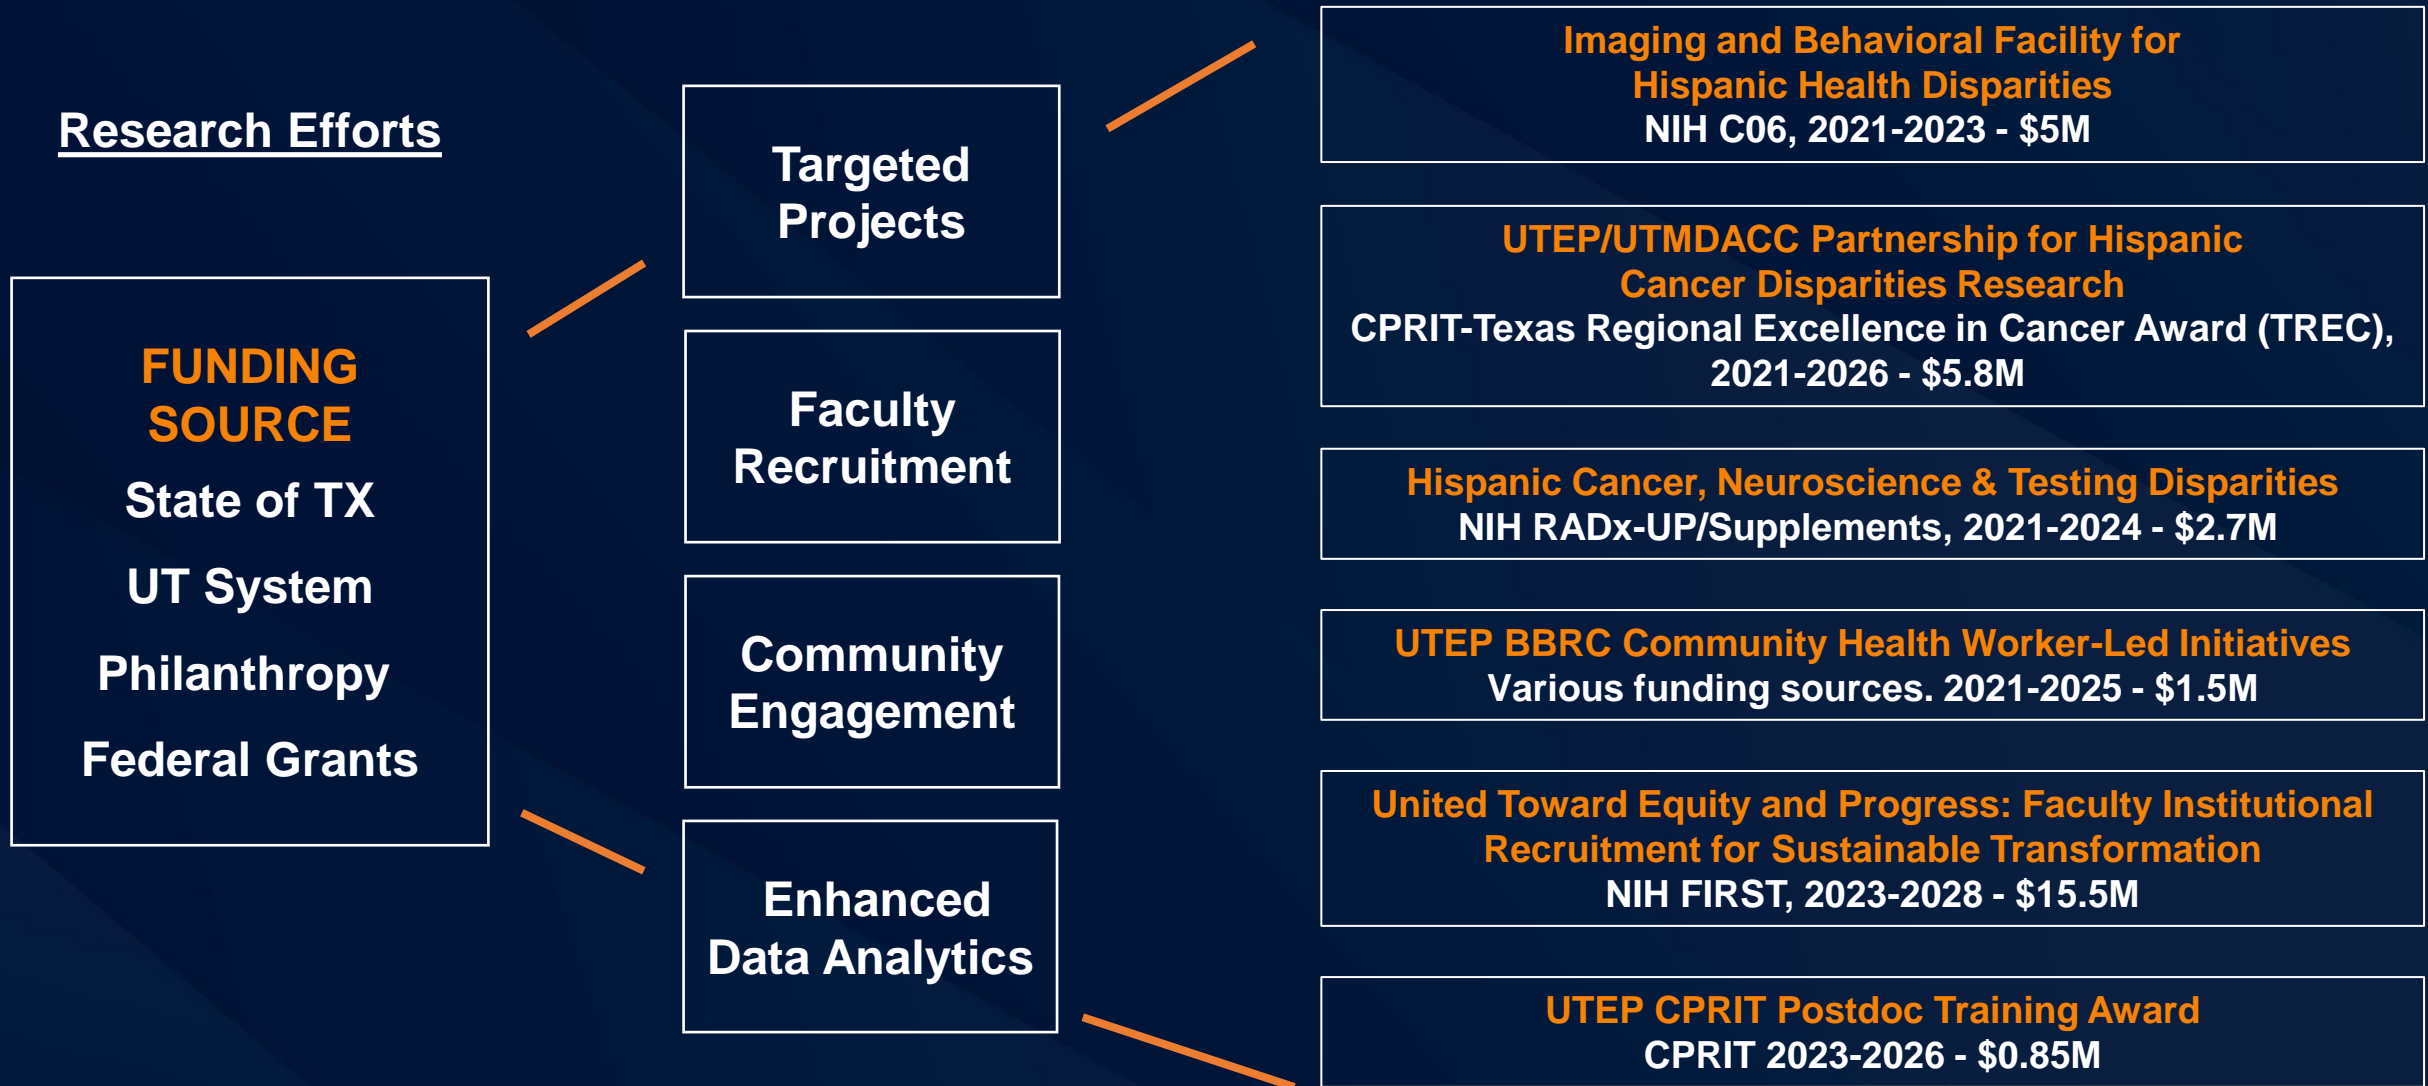 Research Efforts
FUNDING
SOURCE
State of TX
UT System
Philanthropy
Federal Grants
Targeted
Projects
Faculty
Recruitment
Community
Engagement
Enhanced
Data Analytics
Imaging and Behavioral Facility for
Hispanic Health Disparities
NIH C06, 2021-2023 - $5M
UTEP/UTMDACC Partnership for Hispanic
Cancer Disparities Research
CPRIT-Texas Regional Excellence in Cancer Award (TREC),
2021-2026 - $5.8M
Hispanic Cancer, Neuroscience & Testing Disparities
NIH RADx-UP/Supplements, 2021-2024 - $2.7M
UTEP BBRC Community Health Worker-Led Initiatives
Various funding sources. 2021-2025 - $1.5M
United Toward Equity and Progress: Faculty Institutional
Recruitment for Sustainable Transformation
NIH FIRST, 2023-2028 - $15.5M
UTEP CPRIT Postdoc Training Award
CPRIT 2023-2026 - $0.85M